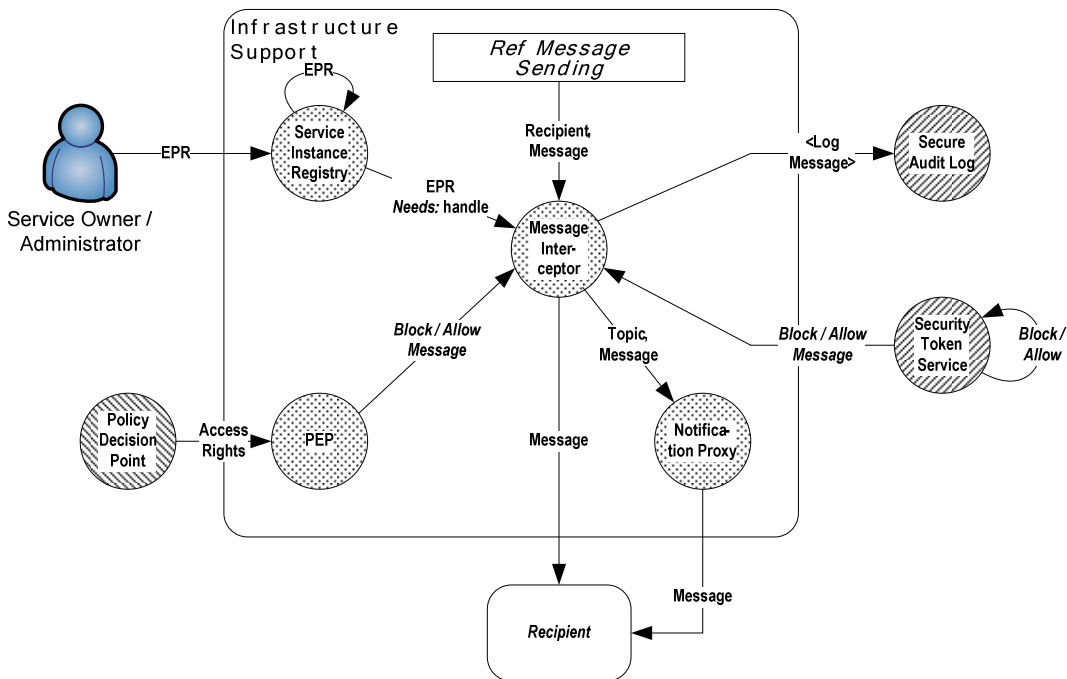 Infrastructure
Support
Ref Message
Sending
EPR
Service
Instance
Registry
EPR
Service Owner /
Administrator
Recipient,
Message
<Log
Message>
Secure
Audit Log
EPR
Needs: handle
Message
Inter-
ceptor
Block / Allow
Message
Topic,
Message
Block / Allow
Message
Security
Token
Service
Block /
Allow
Policy
Decision
Point
Access
Rights
PEP
Message
Notifica-
tion Proxy
Message
Recipient